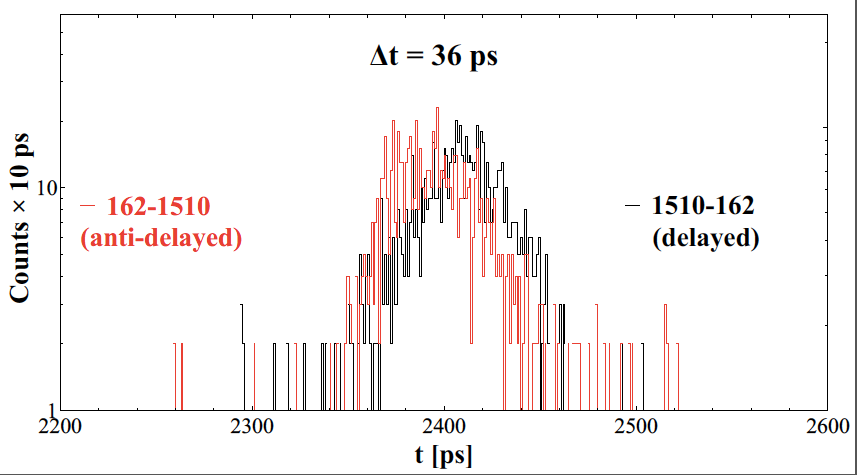 Δt = 36 ps
Counts × 10 ps
10
1
— 162-1510
(anti-delayed)
— 1510-162
(delayed)
2200
2300
2400
2500
2600
t [ps]